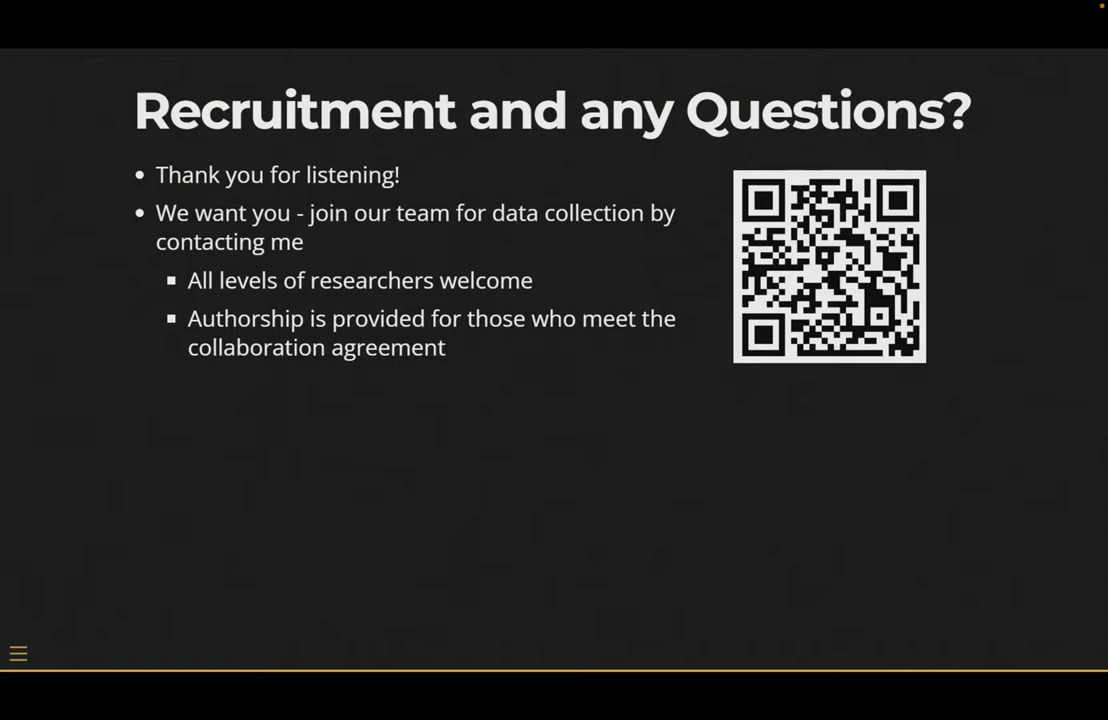 Recruitment and any Questions?
Thank you for listening!
We want you - join our team for data collection by
contacting me
All levels of researchers welcome
Authorship is provided for those who meet the
collaboration agreement